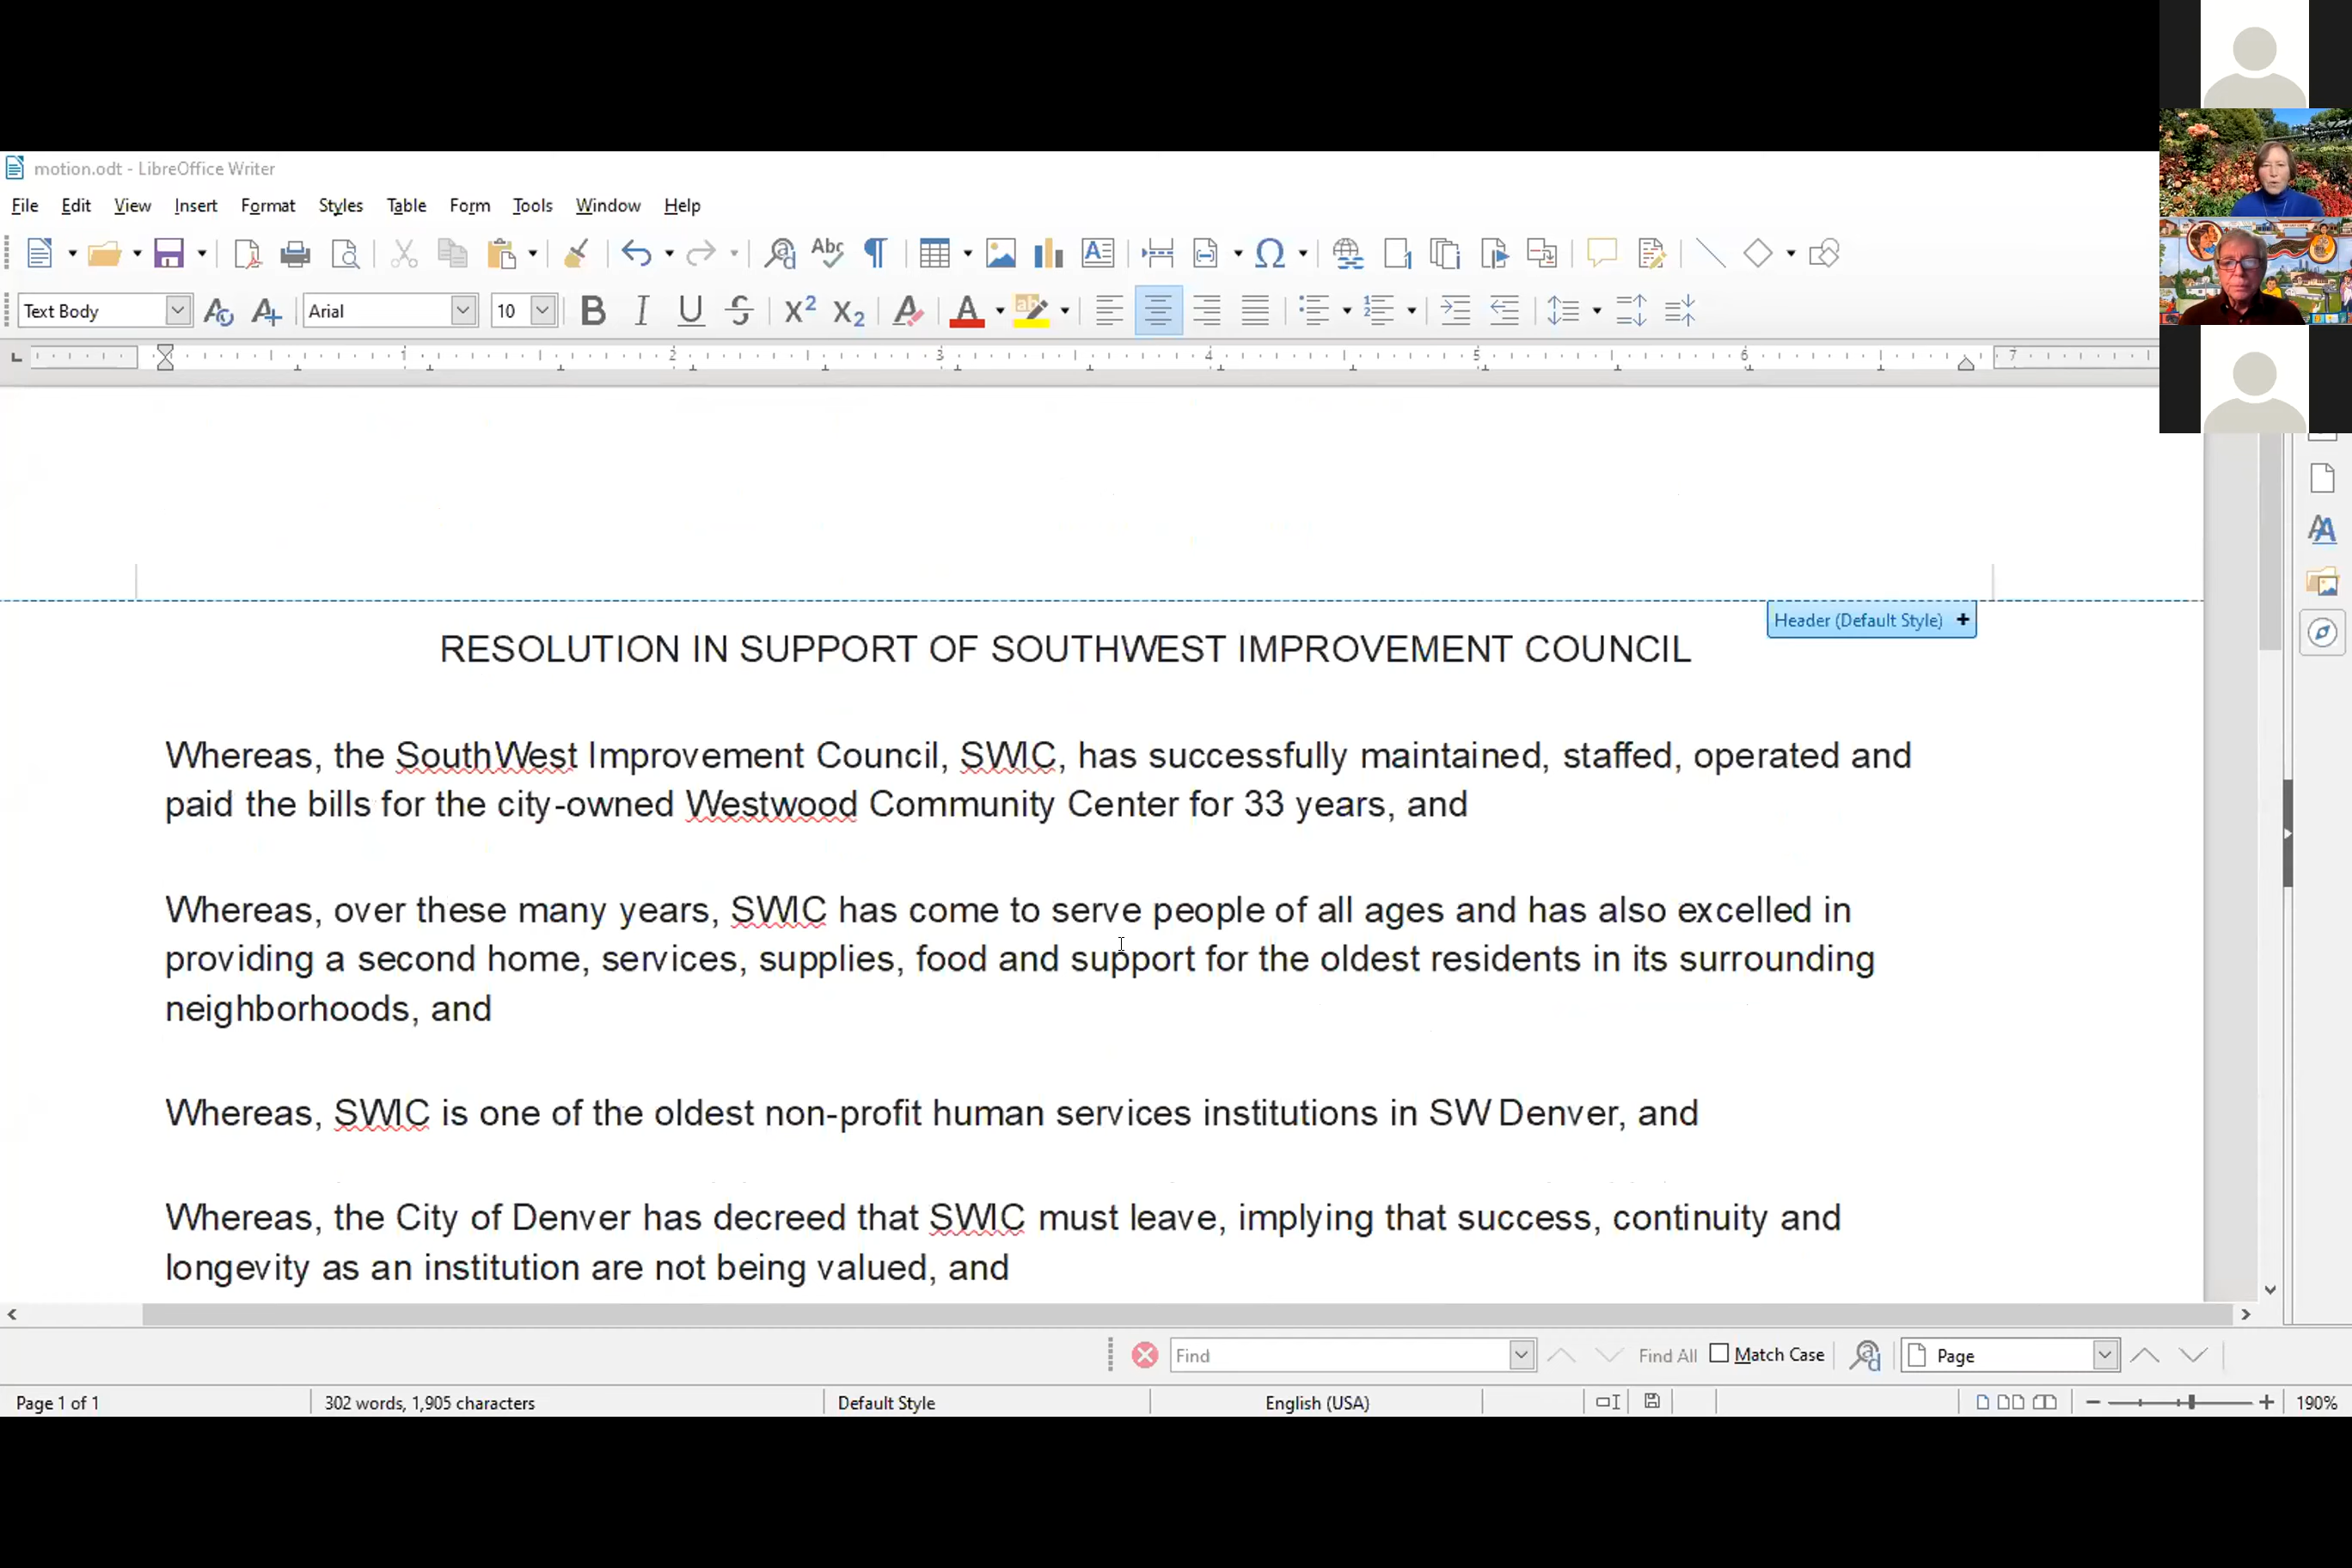 motion.odt - LibreOffice Writer
File Edit View Insert Format Styles Table Form Tools Window Help
Text Body Arial 10
1 2 3 4 5 6 7
Header (Default Style) +
RESOLUTION IN SUPPORT OF SOUTHWEST IMPROVEMENT COUNCIL
Whereas, the SouthWest Improvement Council, SWIC, has successfully maintained, staffed, operated and
paid the bills for the city-owned Westwood Community Center for 33 years, and
Whereas, over these many years, SWIC has come to serve people of all ages and has also excelled in
providing a second home, services, supplies, food and support for the oldest residents in its surrounding
neighborhoods, and
Whereas, SWIC is one of the oldest non-profit human services institutions in SW Denver, and
Whereas, the City of Denver has decreed that SWIC must leave, implying that success, continuity and
longevity as an institution are not being valued, and
Find Find All Match Case Page
Page 1 of 1 302 words, 1,905 characters Default Style English (USA) 190%